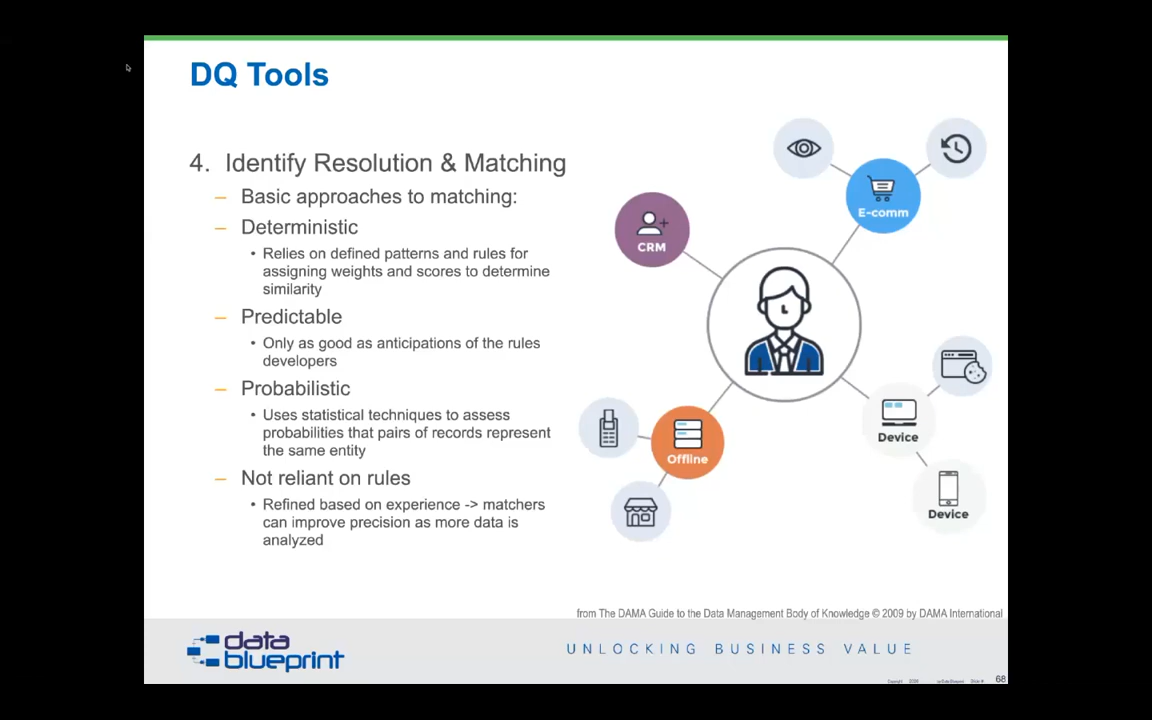 DQ Tools
4. Identify Resolution & Matching
– Basic approaches to matching:
– Deterministic
• Relies on defined patterns and rules for
assigning weights and scores to determine
similarity
– Predictable
• Only as good as anticipations of the rules
developers
– Probabilistic
• Uses statistical techniques to assess
probabilities that pairs of records represent
the same entity
– Not reliant on rules
• Refined based on experience -> matchers
can improve precision as more data is
analyzed
E-comm
CRM
Device
Offline
Device
from The DAMA Guide to the Data Management Body of Knowledge © 2009 by DAMA International
data
blueprint
UNLOCKING BUSINESS VALUE
Copyright
68